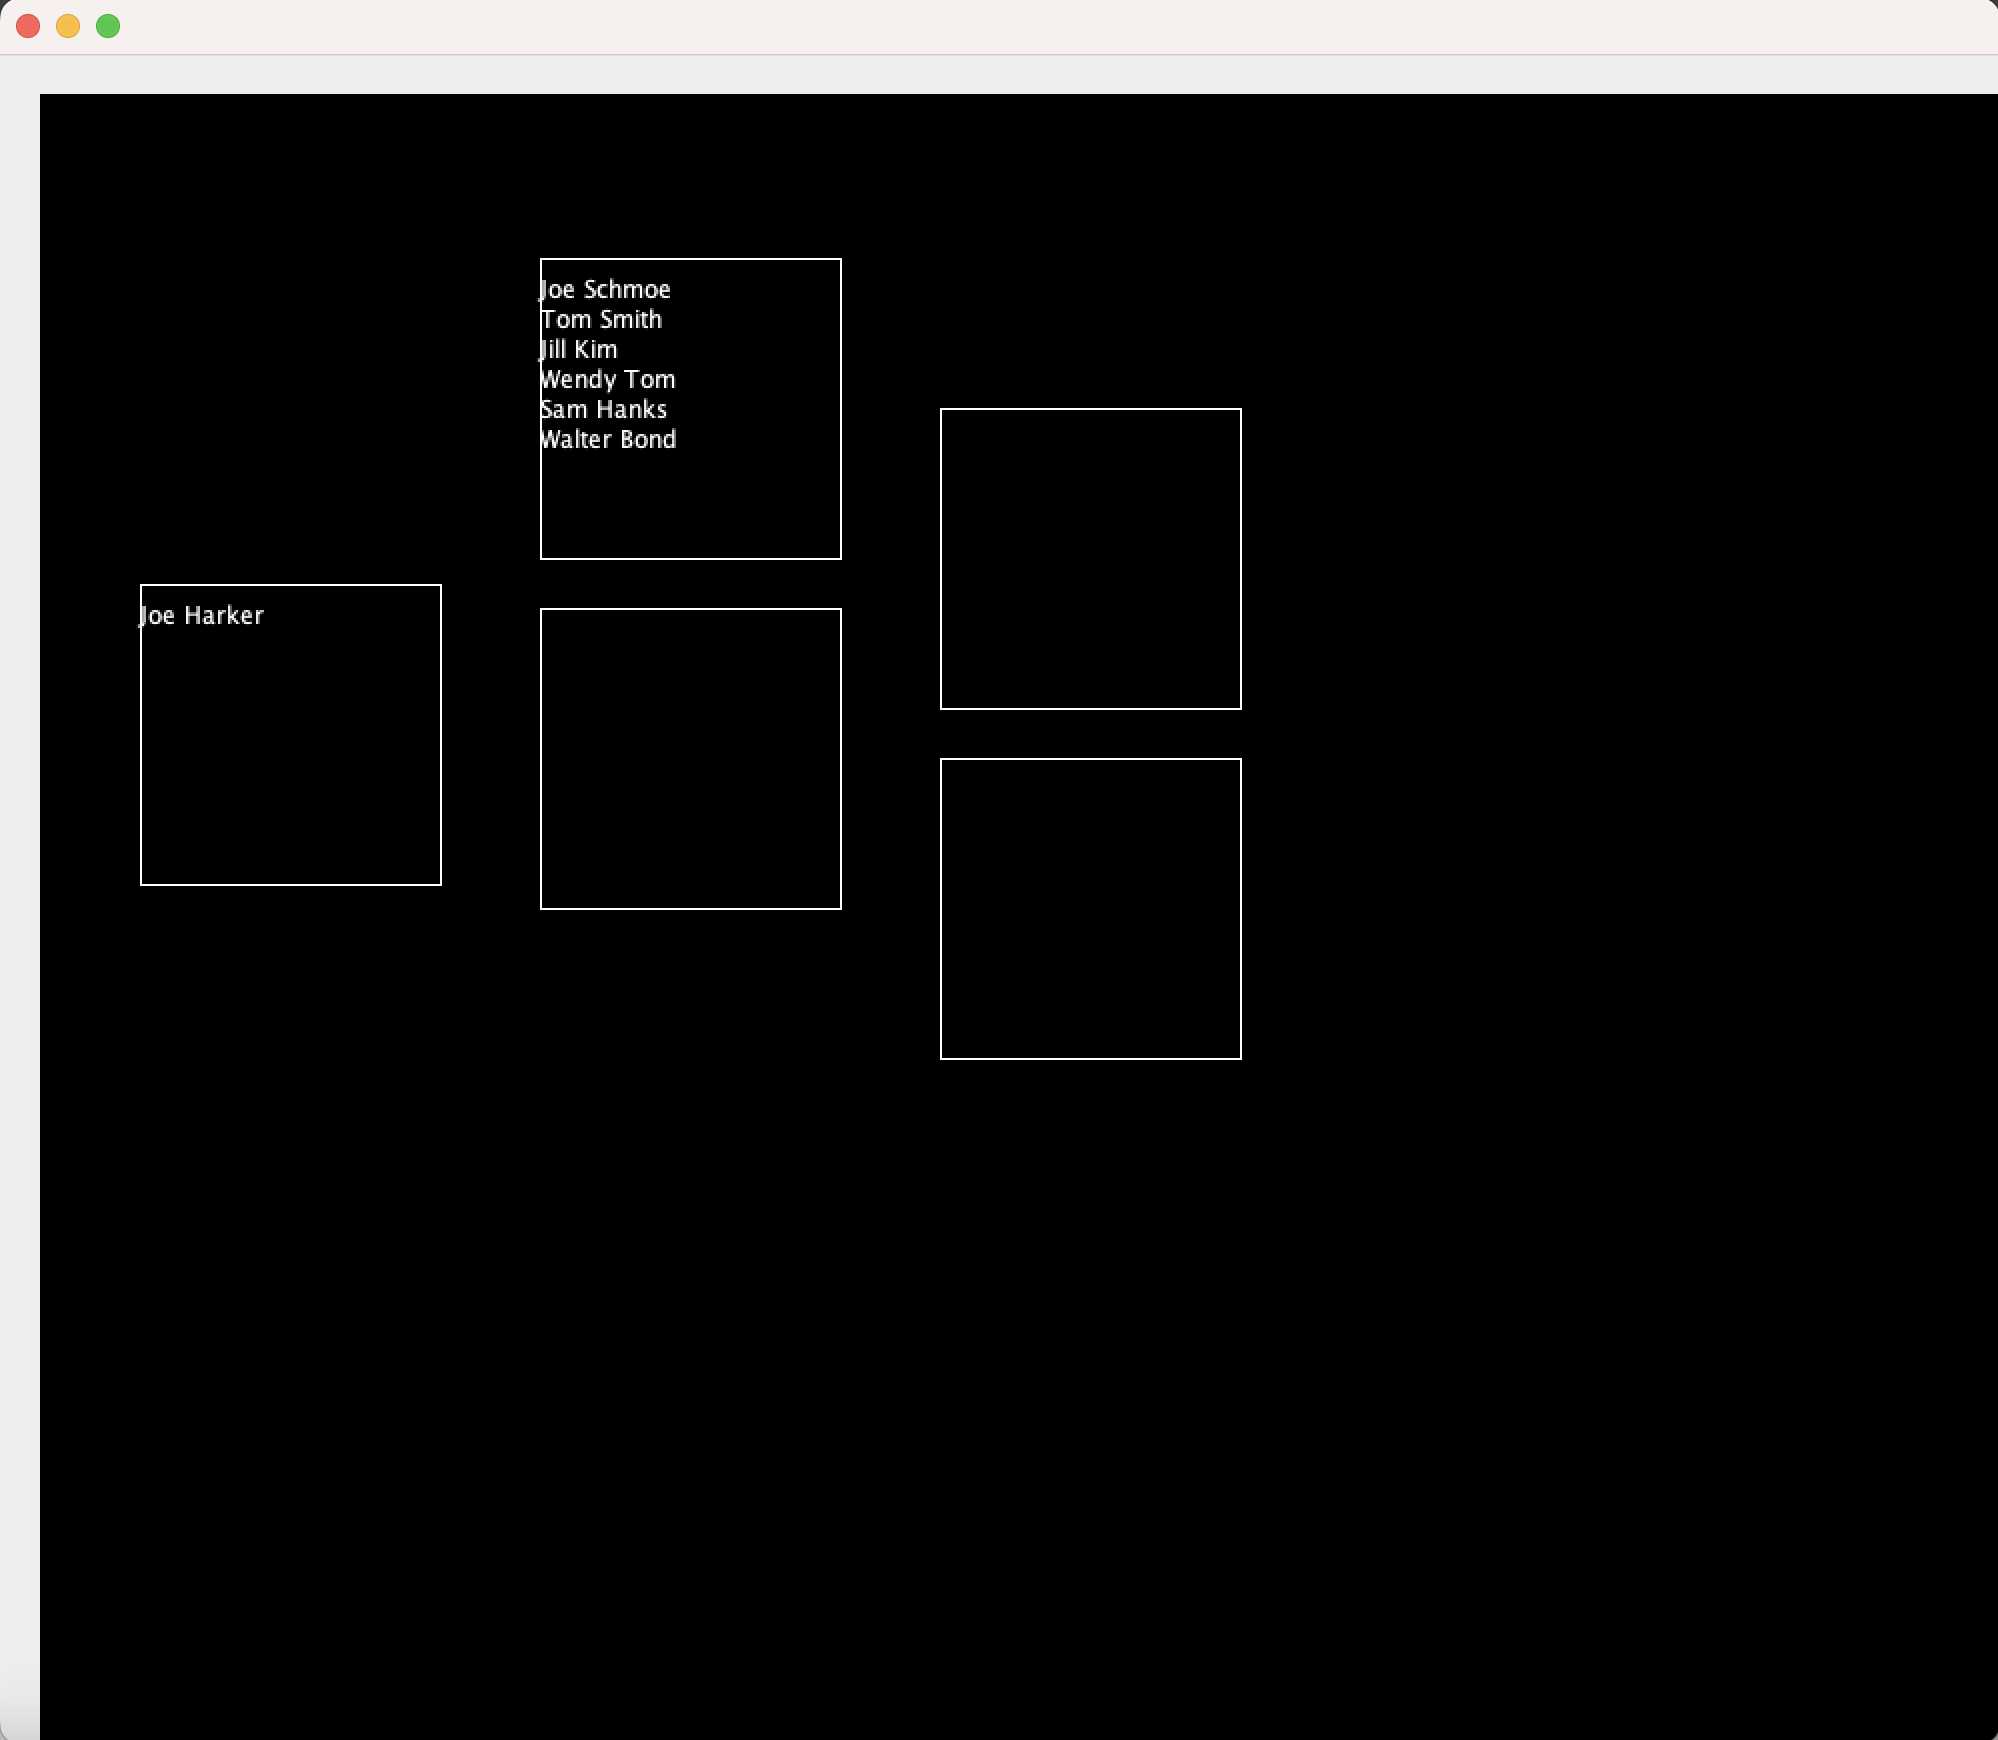 Joe Schmoe
Tom Smith
Jill Kim
Wendy Tom
Sam Hanks
Walter Bond
Joe Harker